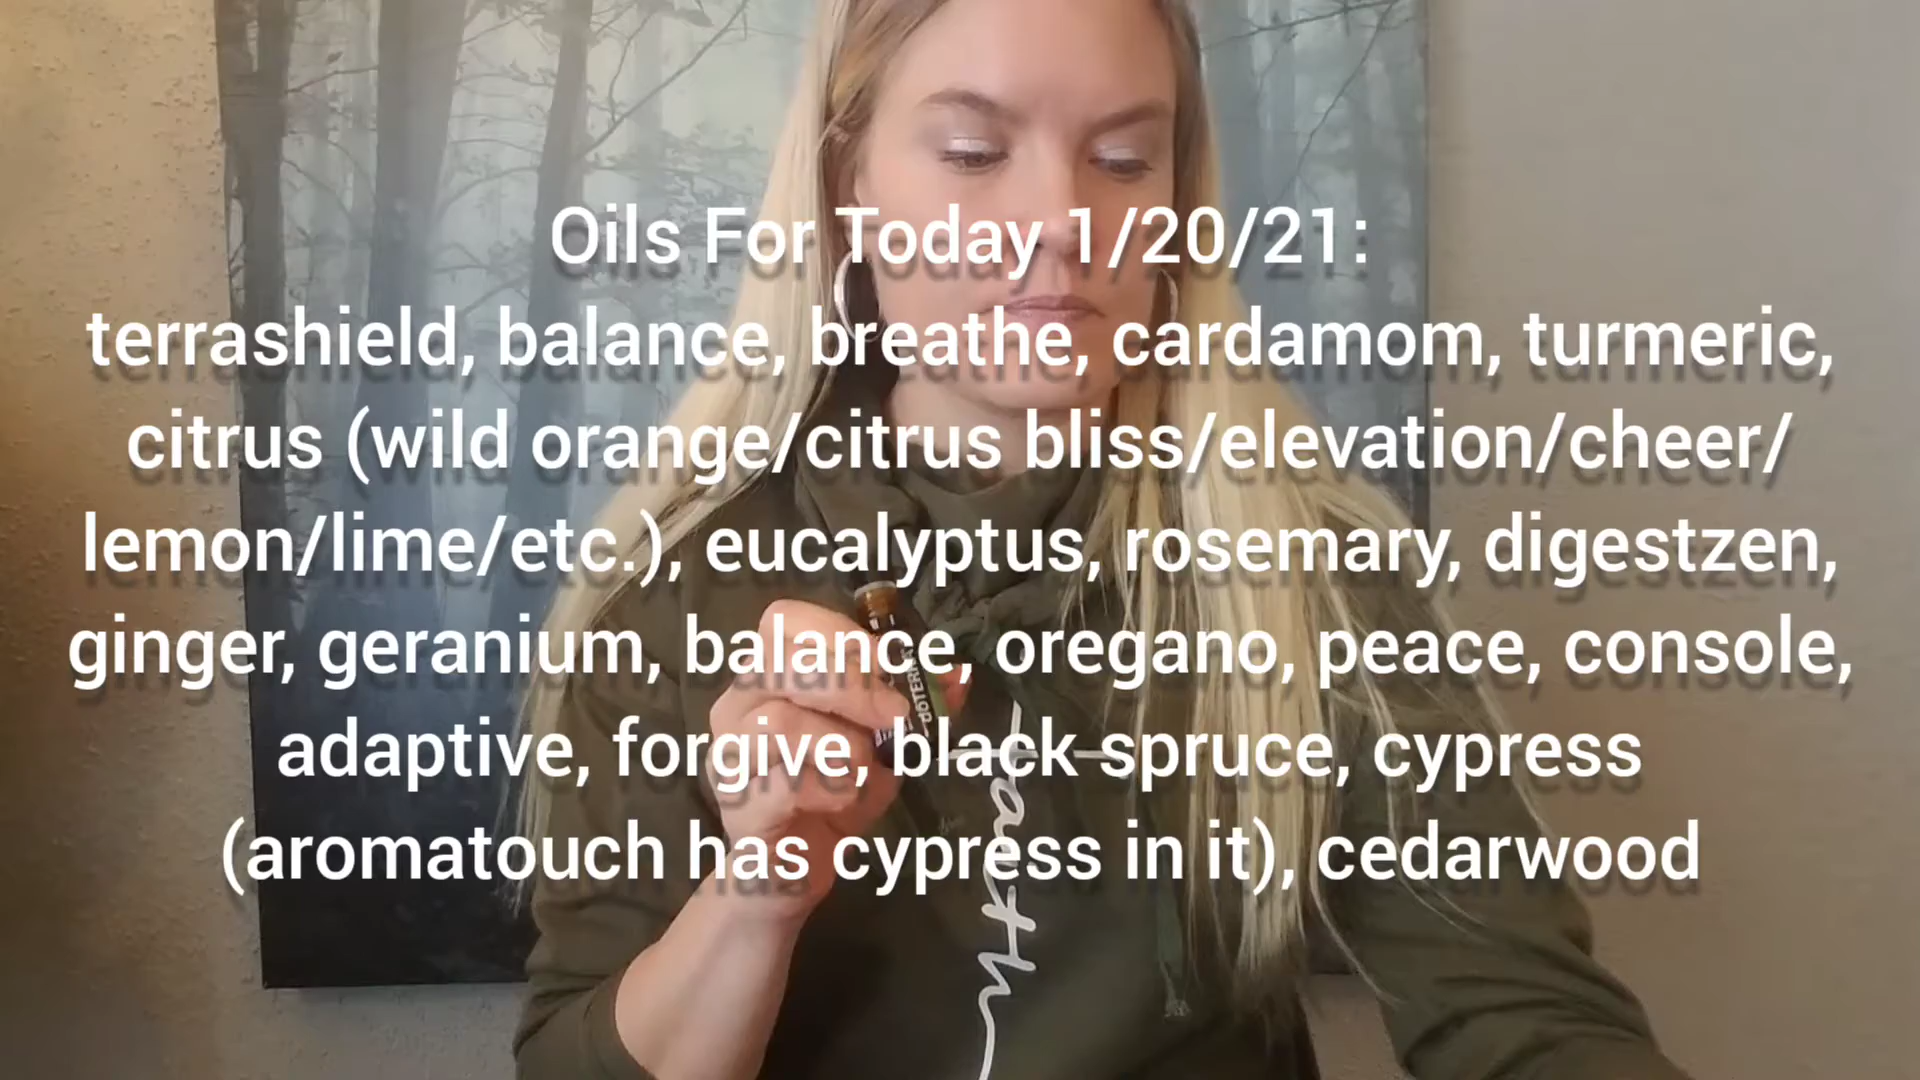 Oils For Today 1/20/21:
terrashield, balance, breathe, cardamom, turmeric,
citrus (wild orange/citrus bliss/elevation/cheer/
lemon/lime/etc.), eucalyptus, rosemary, digestzen,
ginger, geranium, balance, oregano, peace, console,
adaptive, forgive, black spruce, cypress
(aromatouch has cypress in it), cedarwood
doTERRA
faith